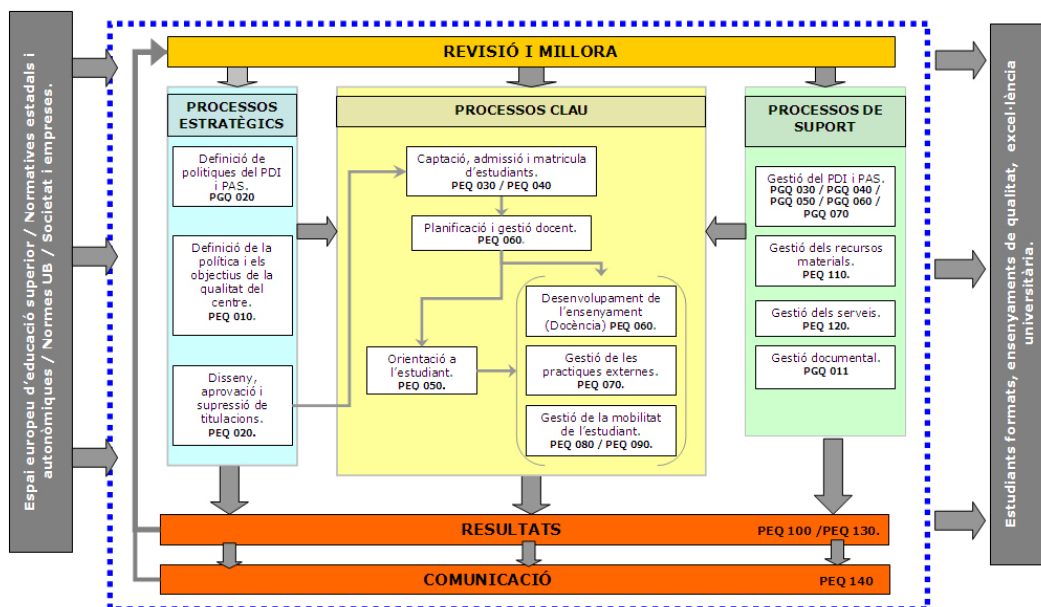 Espai europeu d'educació superior / Normatives estadals i
autonòmiques / Normes UB / Societat i empreses.
REVISIÓ I MILLORA
PROCESSOS
ESTRATÈGICS
Definició de
politiques del PDI
i PAS.
PGQ 020
Definició de la
política i els
objectius de la
qualitat del
centre.
PEQ 010.
Disseny,
aprovació i
supressió de
titulacions.
PEQ 020.
PROCESSOS CLAU
Captació, admissió i matricula
d'estudiants.
PEQ 030 / PEQ 040
Planificació i gestió docent.
PEQ 060.
Orientació a
l'estudiant.
PEQ 050.
Desenvolupament de
l'ensenyament
(Docència) PEQ 060.
Gestió de les
practiques externes.
PEQ 070.
Gestió de la mobilitat
de l'estudiant.
PEQ 080 / PEQ 090.
PROCESSOS DE
SUPORT
Gestió del PDI i PAS.
PGQ 030 / PGQ 040 /
PGQ 050 / PGQ 060 /
PGQ 070
Gestió dels recursos
materials.
PEQ 110.
Gestió dels serveis.
PEQ 120.
Gestió documental.
PGQ 011
RESULTATS PEQ 100 /PEQ 130.
COMUNICACIÓ PEQ 140
Estudiants formats, ensenyaments de qualitat, excel·lència
universitària.